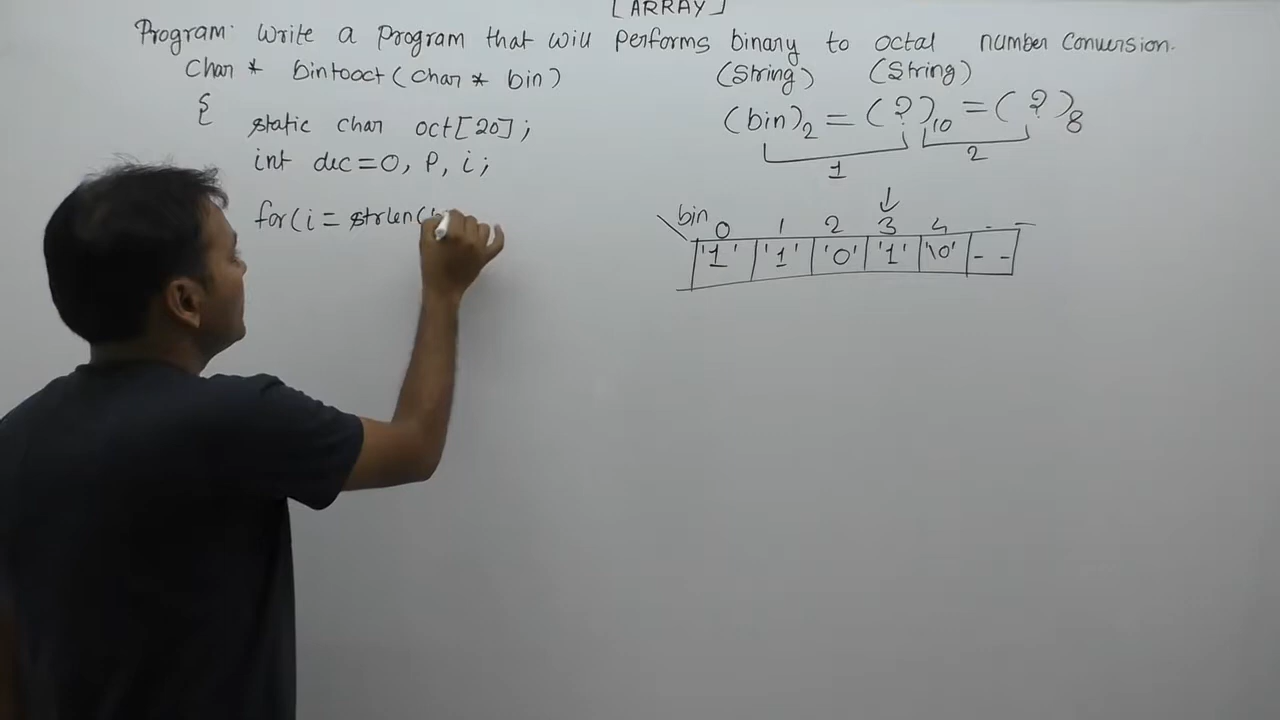 [ARRAY]
Program: Write a Program that will performs binary to octal number Conversion.
(String) (String)
Char * bintooct(char * bin)
{
static char oct[20];
int dec=0, P, i;
for(i = strlen(
(bin)2 = ( ? )10 = ( ? )8
1 2
bin 0 1 2 3 4 - -
'1' '1' '0' '1' '\0' - -